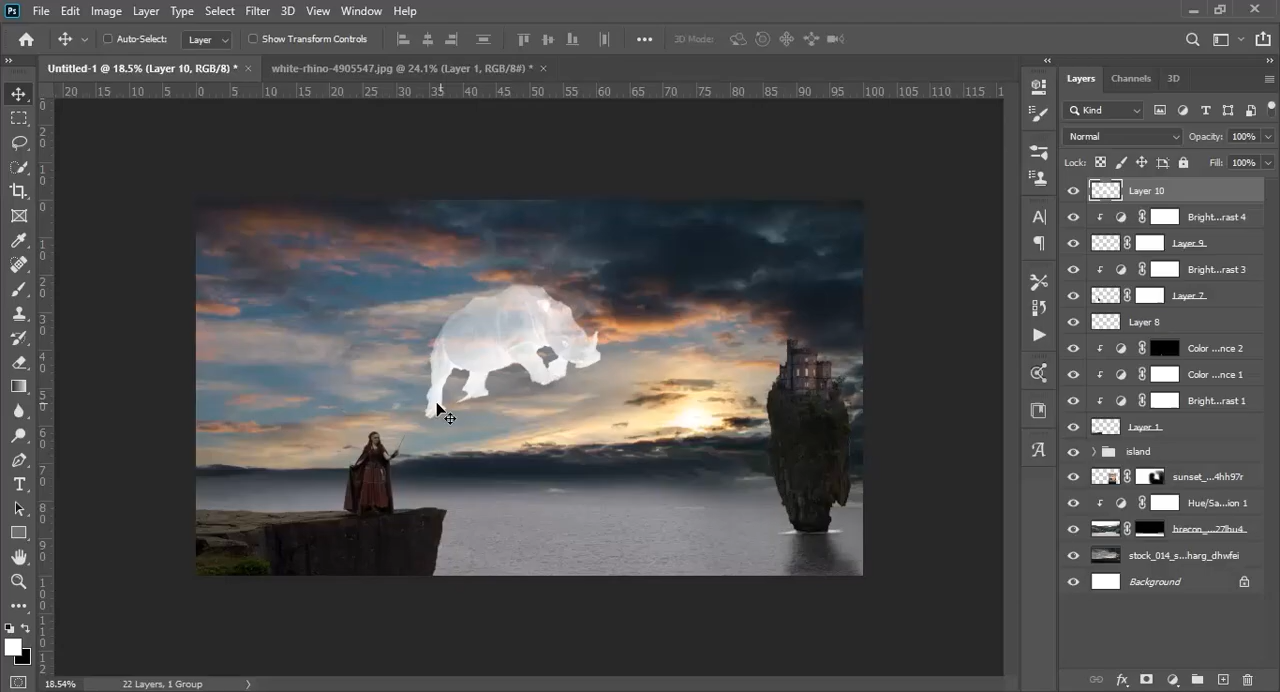 Ps File Edit Image Layer Type Select Filter 3D View Window Help
Auto-Select: Layer Show Transform Controls 3D Mode:
Untitled-1 @ 18.5% (Layer 10, RGB/8) * × white-rhino-4905547.jpg @ 24.1% (Layer 1, RGB/8#) * ×
20 15 10 5 0 5 10 15 20 25 30 35 40 45 50 55 60 65 70 75 80 85 90 95 100 105 110 115
Layers Channels 3D
Kind
Normal Opacity: 100%
Lock: Fill: 100%
Layer 10
Bright...rast 4
Layer 9
Bright...rast 3
Layer 7
Layer 8
Color ...nce 2
Color ...nce 1
Bright...rast 1
Layer 1
island
sunset_...4hh97r
Hue/Sa...ion 1
brecon_...27lbu4
stock_014_s...harg_dhwfei
Background
18.54% 22 Layers, 1 Group